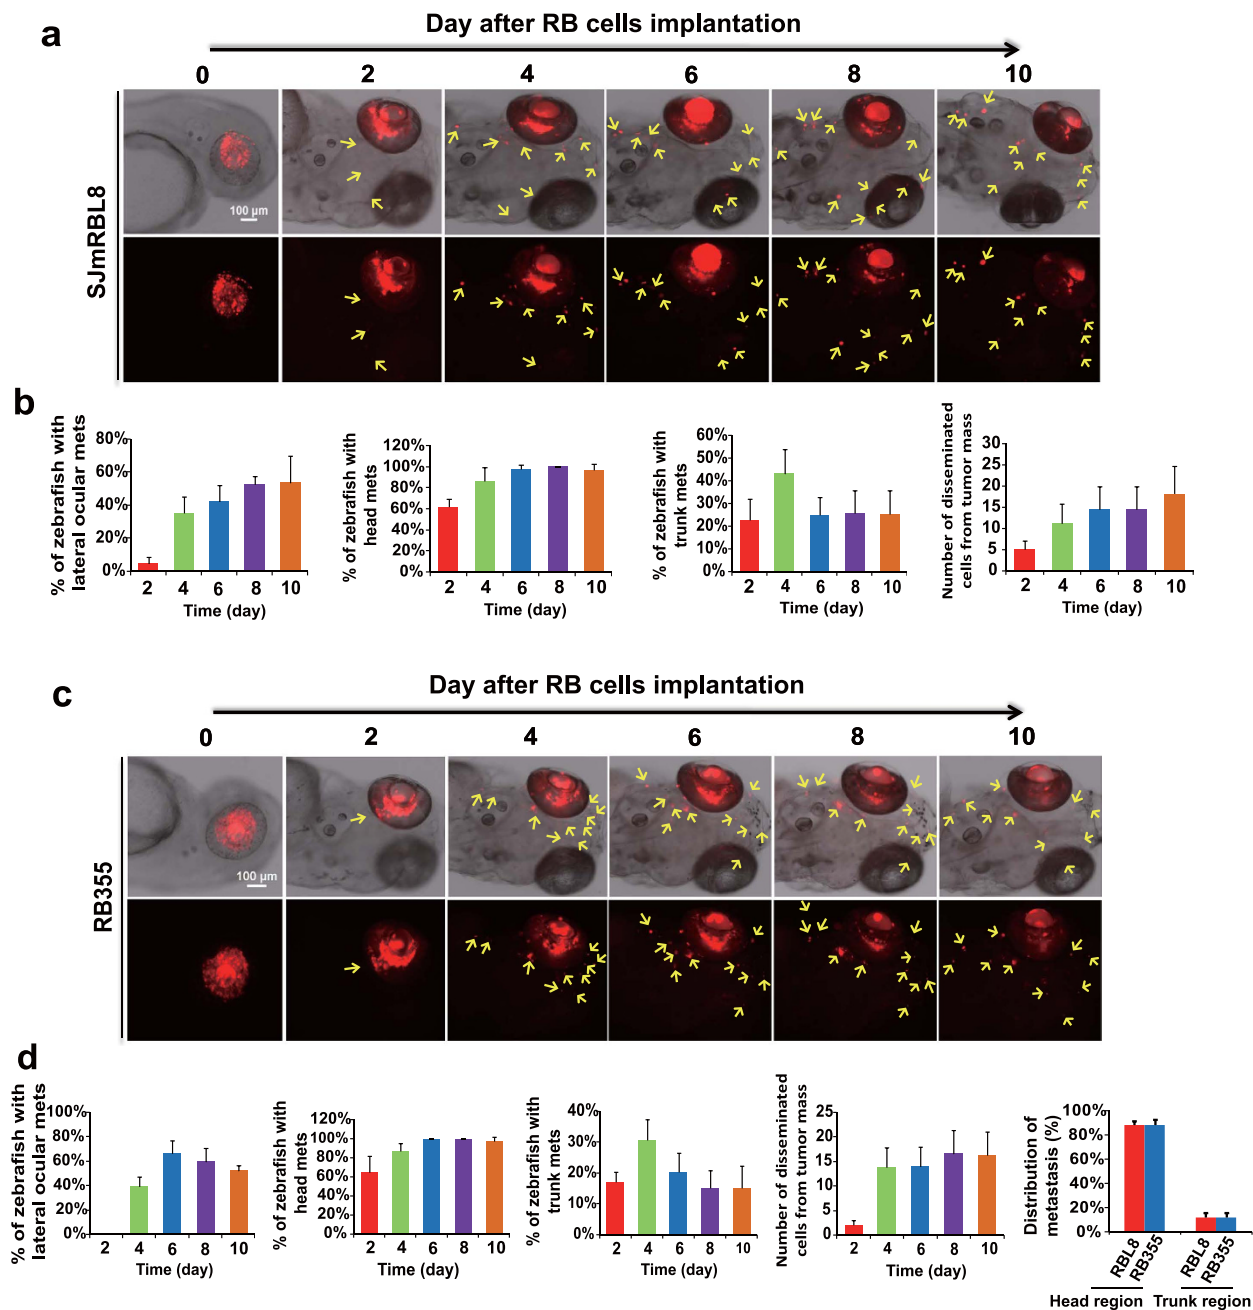 a
Day after RB cells implantation
0 2 4 6 8 10
SJmRBL8
100 µm
b
% of zebrafish with
lateral ocular mets
80%
60%
40%
20%
0%
2 4 6 8 10
Time (day)
% of zebrafish with
head mets
120%
100%
80%
60%
40%
20%
0%
2 4 6 8 10
Time (day)
% of zebrafish with
trunk mets
60%
50%
40%
30%
20%
10%
0%
2 4 6 8 10
Time (day)
Number of disseminated
cells from tumor mass
30
25
20
15
10
5
0
2 4 6 8 10
Time (day)
c
Day after RB cells implantation
0 2 4 6 8 10
RB355
100 µm
d
% of zebrafish with
lateral ocular mets
100%
80%
60%
40%
20%
0%
2 4 6 8 10
Time (day)
% of zebrafish with
head mets
120%
100%
80%
60%
40%
20%
0%
2 4 6 8 10
Time (day)
% of zebrafish with
trunk mets
40%
30%
20%
10%
0%
2 4 6 8 10
Time (day)
Number of disseminated
cells from tumor mass
25
20
15
10
5
0
2 4 6 8 10
Time (day)
Distribution of
metastasis (%)
100%
80%
60%
40%
20%
0%
RBL8
RB355
RBL8
RB355
Head region Trunk region